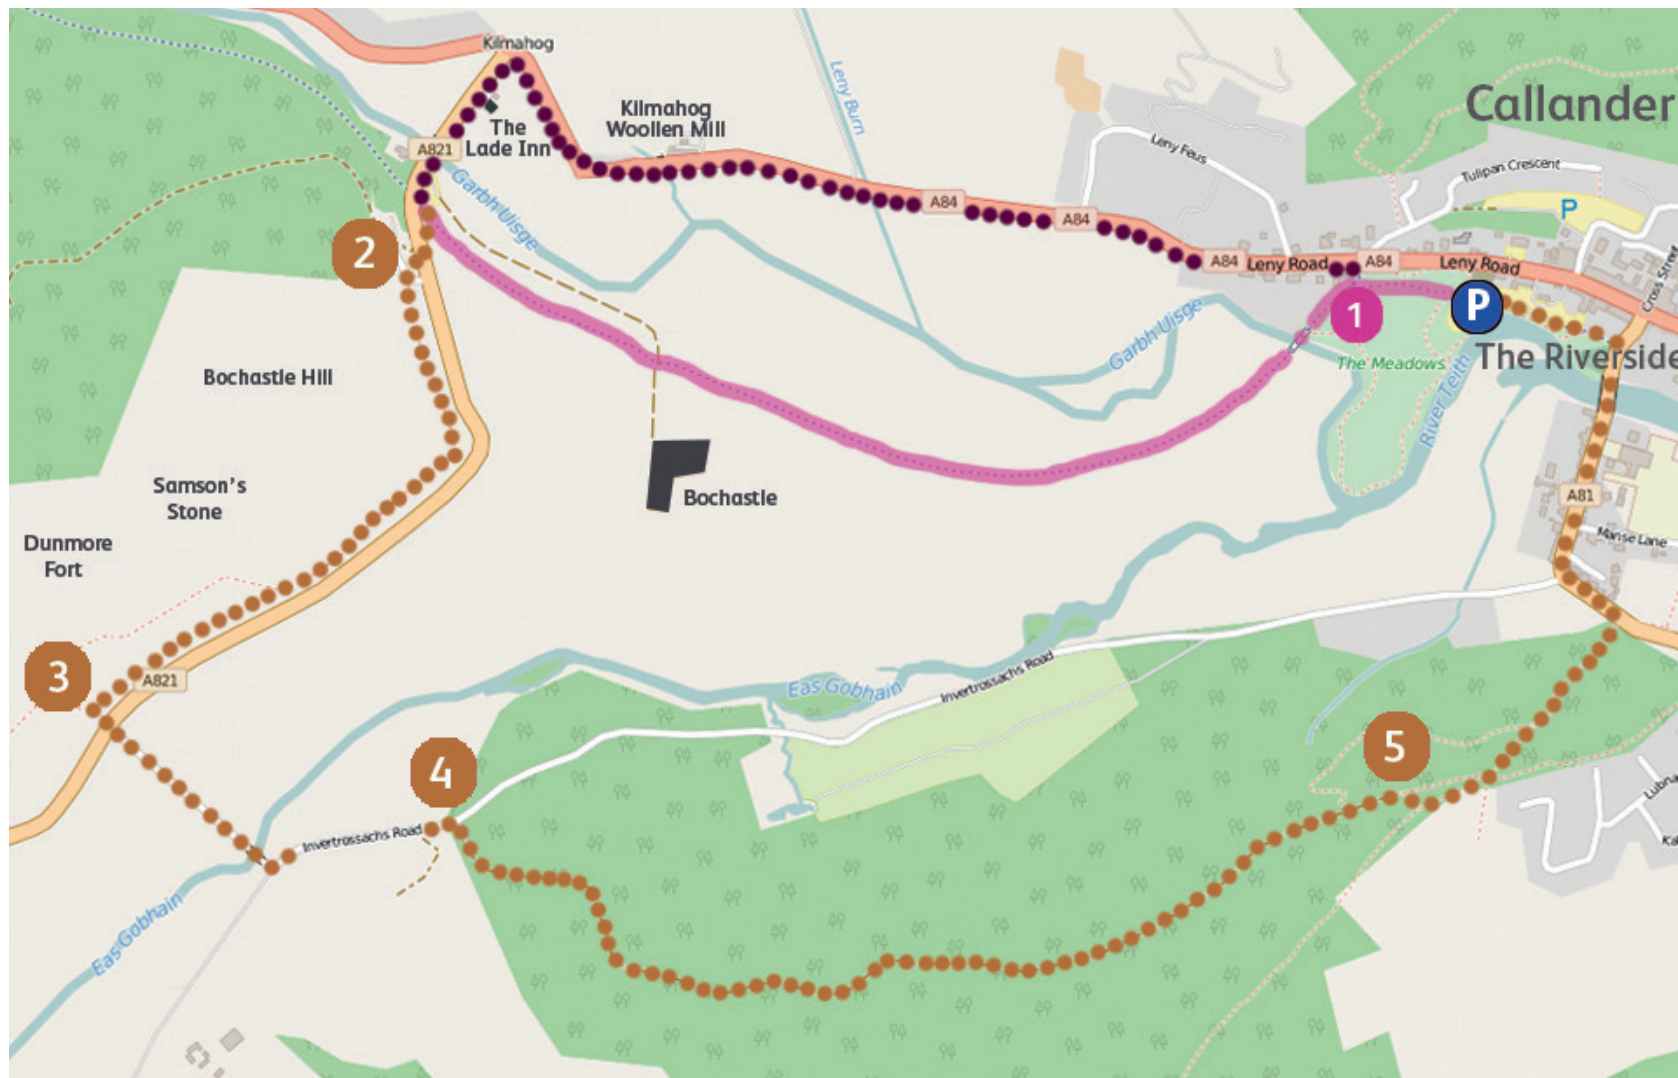 Kilmahog
Kilmahog
Woollen Mill
The
Lade Inn
A821
Garbh Uisge
Leny Burn
Leny Feus
Callander
Tulipan Crescent
P
A84
A84
A84
Leny Road
A84
Leny Road
Cross Street
2
1
P
Garbh Uisge
The Meadows
The Riverside
River Teith
Bochastle Hill
Samson's
Stone
Bochastle
Dunmore
Fort
A81
Manse Lane
3
A821
Eas Gobhain
Invertrossachs Road
4
5
Invertrossachs Road
Eas Gobhain
Lubna
Ka